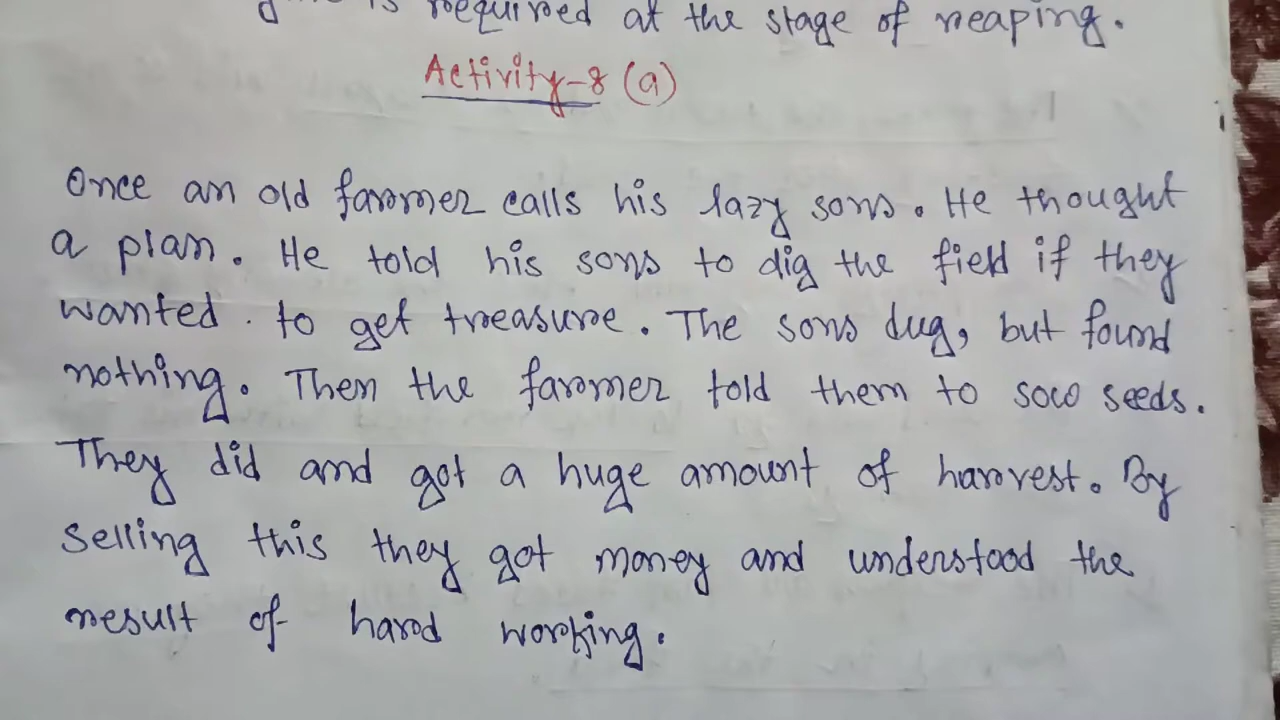 is required at the stage of reaping.
Activity-8 (a)
Once an old farmer calls his lazy sons. He thought
a plan. He told his sons to dig the field if they
wanted to get treasure. The sons dug, but found
nothing. Then the farmer told them to sow seeds.
They did and got a huge amount of harvest. By
selling this they got money and understood the
result of hard working.